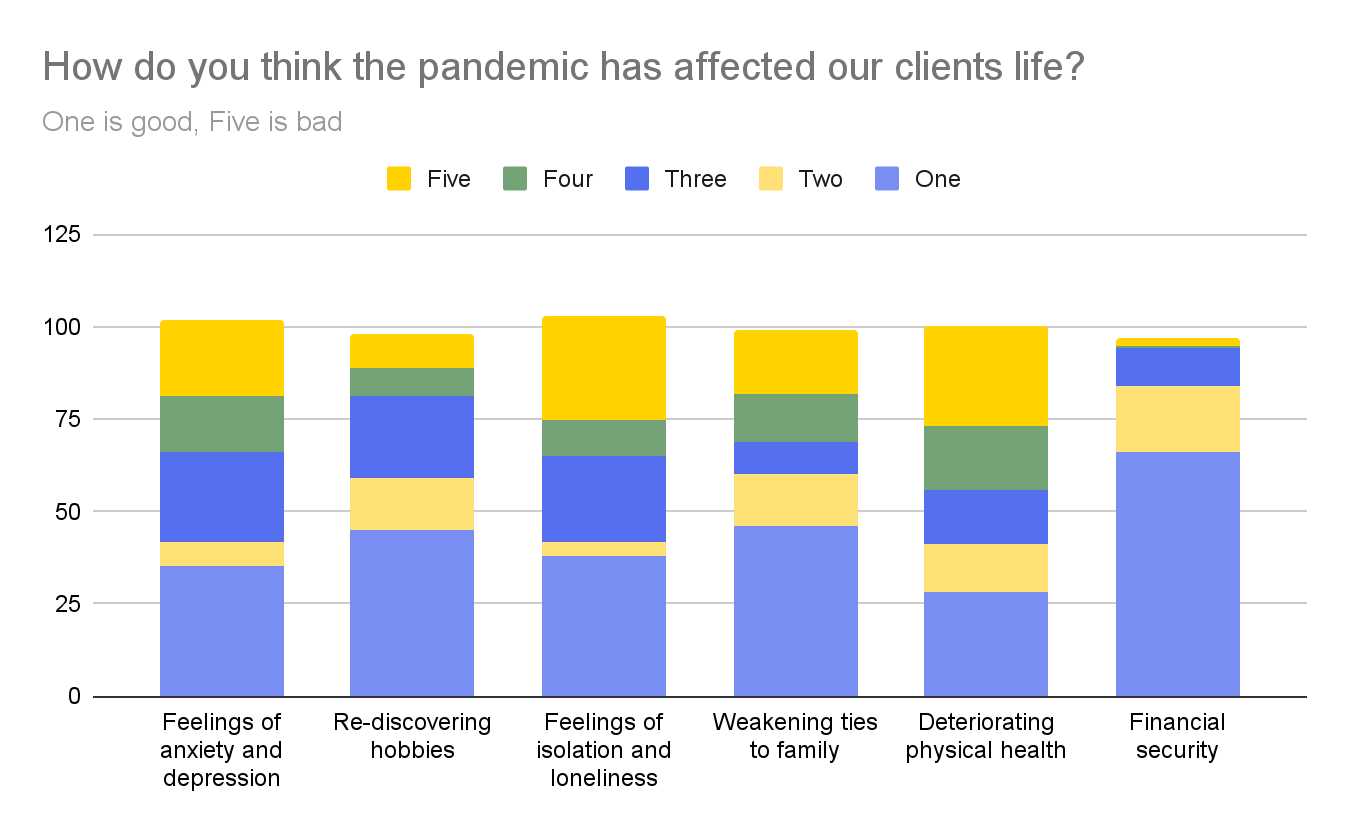 How do you think the pandemic has affected our clients life?
One is good, Five is bad
Five Four Three Two One
125
100
75
50
25
0
Feelings of anxiety and depression
Re-discovering hobbies
Feelings of isolation and loneliness
Weakening ties to family
Deteriorating physical health
Financial security